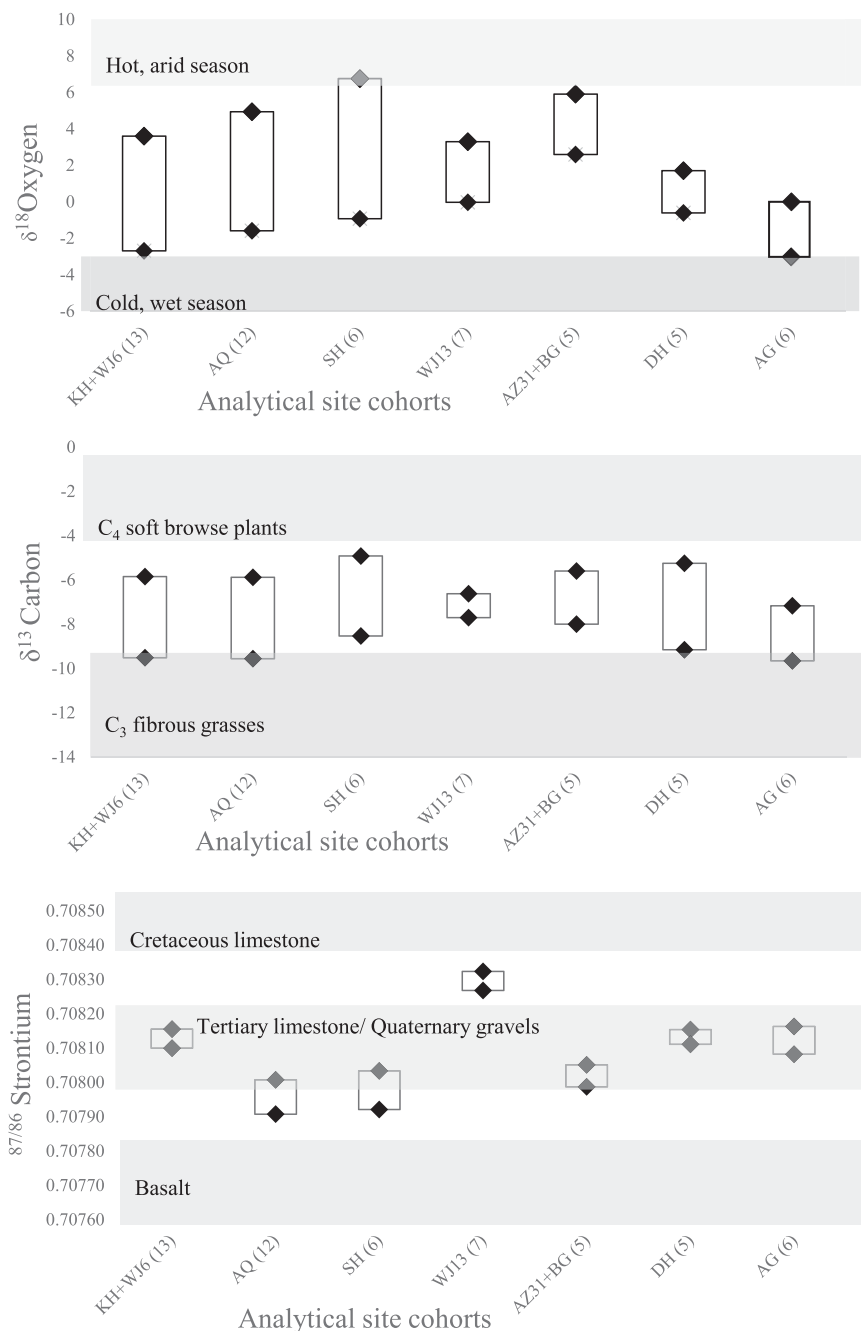 10
8
Hot, arid season
6
4
2
0
-2
-4
Cold, wet season
-6
δ18Oxygen
KH+WJ6 (13)
AQ (12)
SH (6)
WJ13 (7)
AZ31+BG (5)
DH (5)
AG (6)
Analytical site cohorts
0
-2
C4 soft browse plants
-4
-6
-8
-10
-12
C3 fibrous grasses
-14
δ13 Carbon
KH+WJ6 (13)
AQ (12)
SH (6)
WJ13 (7)
AZ31+BG (5)
DH (5)
AG (6)
Analytical site cohorts
0.70850
0.70840
Cretaceous limestone
0.70830
0.70820
Tertiary limestone/ Quaternary gravels
0.70810
0.70800
0.70790
0.70780
0.70770
Basalt
0.70760
87/86 Strontium
KH+WJ6 (13)
AQ (12)
SH (6)
WJ13 (7)
AZ31+BG (5)
DH (5)
AG (6)
Analytical site cohorts